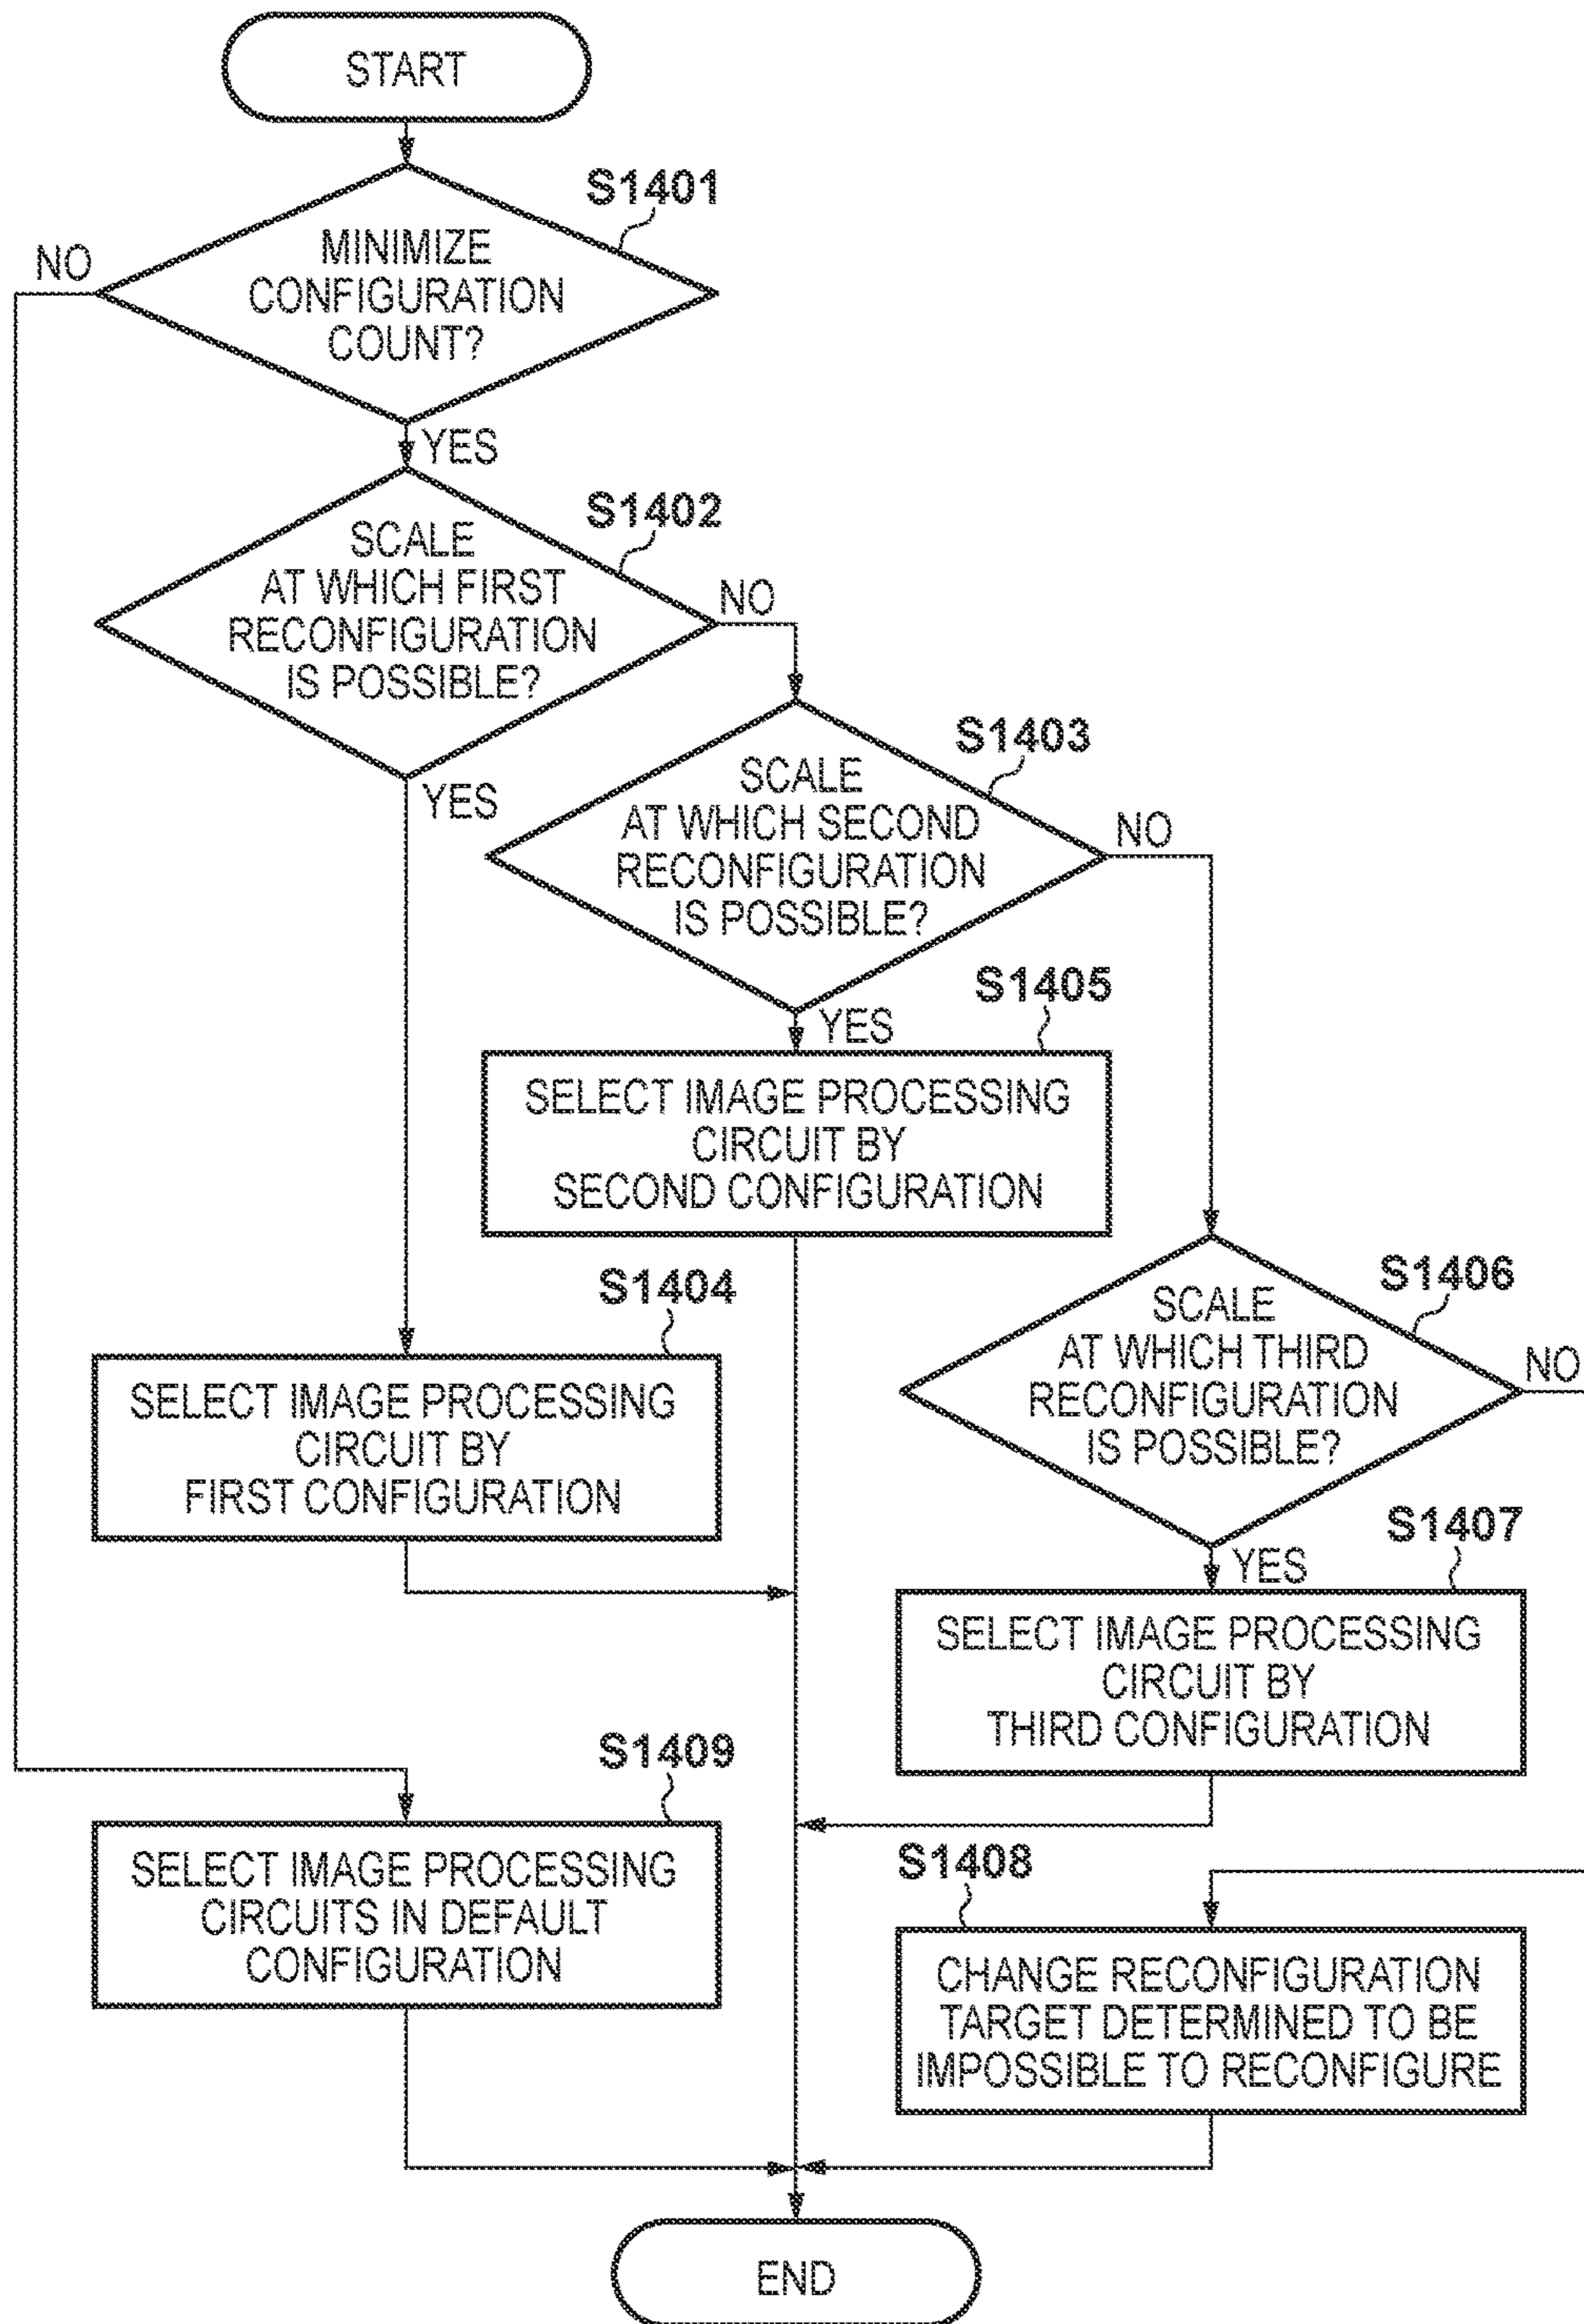 START
S1401
MINIMIZE
CONFIGURATION
COUNT?
NO
YES
S1402
SCALE
AT WHICH FIRST
RECONFIGURATION
IS POSSIBLE?
NO
YES
S1403
SCALE
AT WHICH SECOND
RECONFIGURATION
IS POSSIBLE?
NO
YES
S1405
SELECT IMAGE PROCESSING
CIRCUIT BY
SECOND CONFIGURATION
S1404
SELECT IMAGE PROCESSING
CIRCUIT BY
FIRST CONFIGURATION
S1406
SCALE
AT WHICH THIRD
RECONFIGURATION
IS POSSIBLE?
NO
YES
S1407
SELECT IMAGE PROCESSING
CIRCUIT BY
THIRD CONFIGURATION
S1409
SELECT IMAGE PROCESSING
CIRCUITS IN DEFAULT
CONFIGURATION
S1408
CHANGE RECONFIGURATION
TARGET DETERMINED TO BE
IMPOSSIBLE TO RECONFIGURE
END